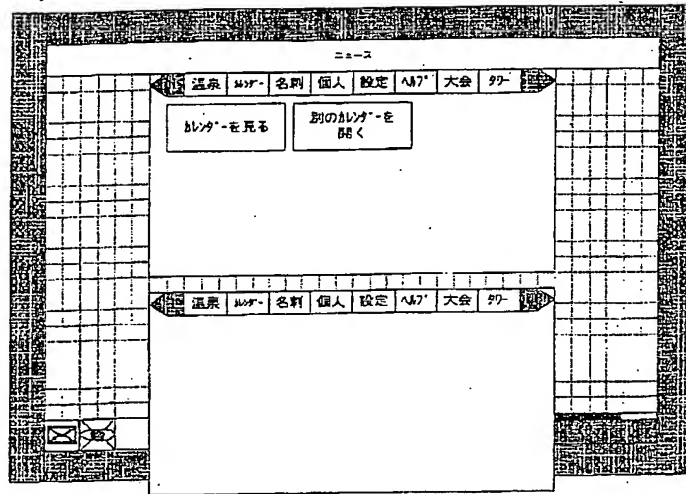 ニュース
温泉 ｶﾚﾝﾀﾞｰ 名刺 個人 設定 ﾍﾙﾌﾟ 大会 ﾀﾜｰ
ｶﾚﾝﾀﾞｰを見る
別のｶﾚﾝﾀﾞｰを
開く
温泉 ｶﾚﾝﾀﾞｰ 名刺 個人 設定 ﾍﾙﾌﾟ 大会 ﾀﾜｰ